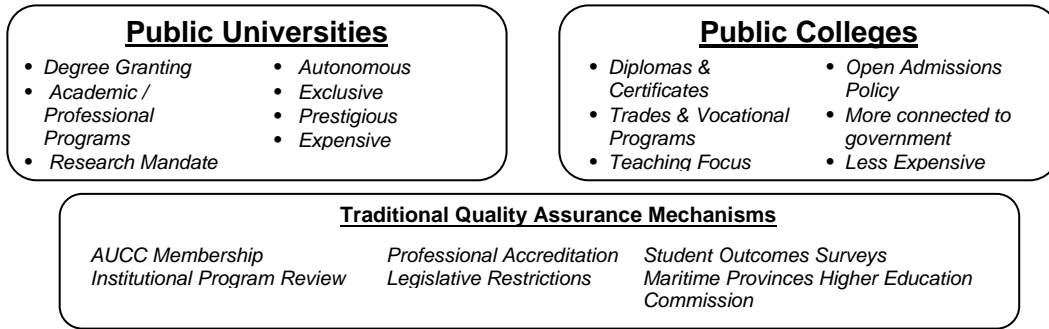 Public Universities
• Degree Granting
• Academic /
Professional
Programs
• Research Mandate
• Autonomous
• Exclusive
• Prestigious
• Expensive
Public Colleges
• Diplomas &
Certificates
• Trades & Vocational
Programs
• Teaching Focus
• Open Admissions
Policy
• More connected to
government
• Less Expensive
Traditional Quality Assurance Mechanisms
AUCC Membership
Institutional Program Review
Professional Accreditation
Legislative Restrictions
Student Outcomes Surveys
Maritime Provinces Higher Education
Commission